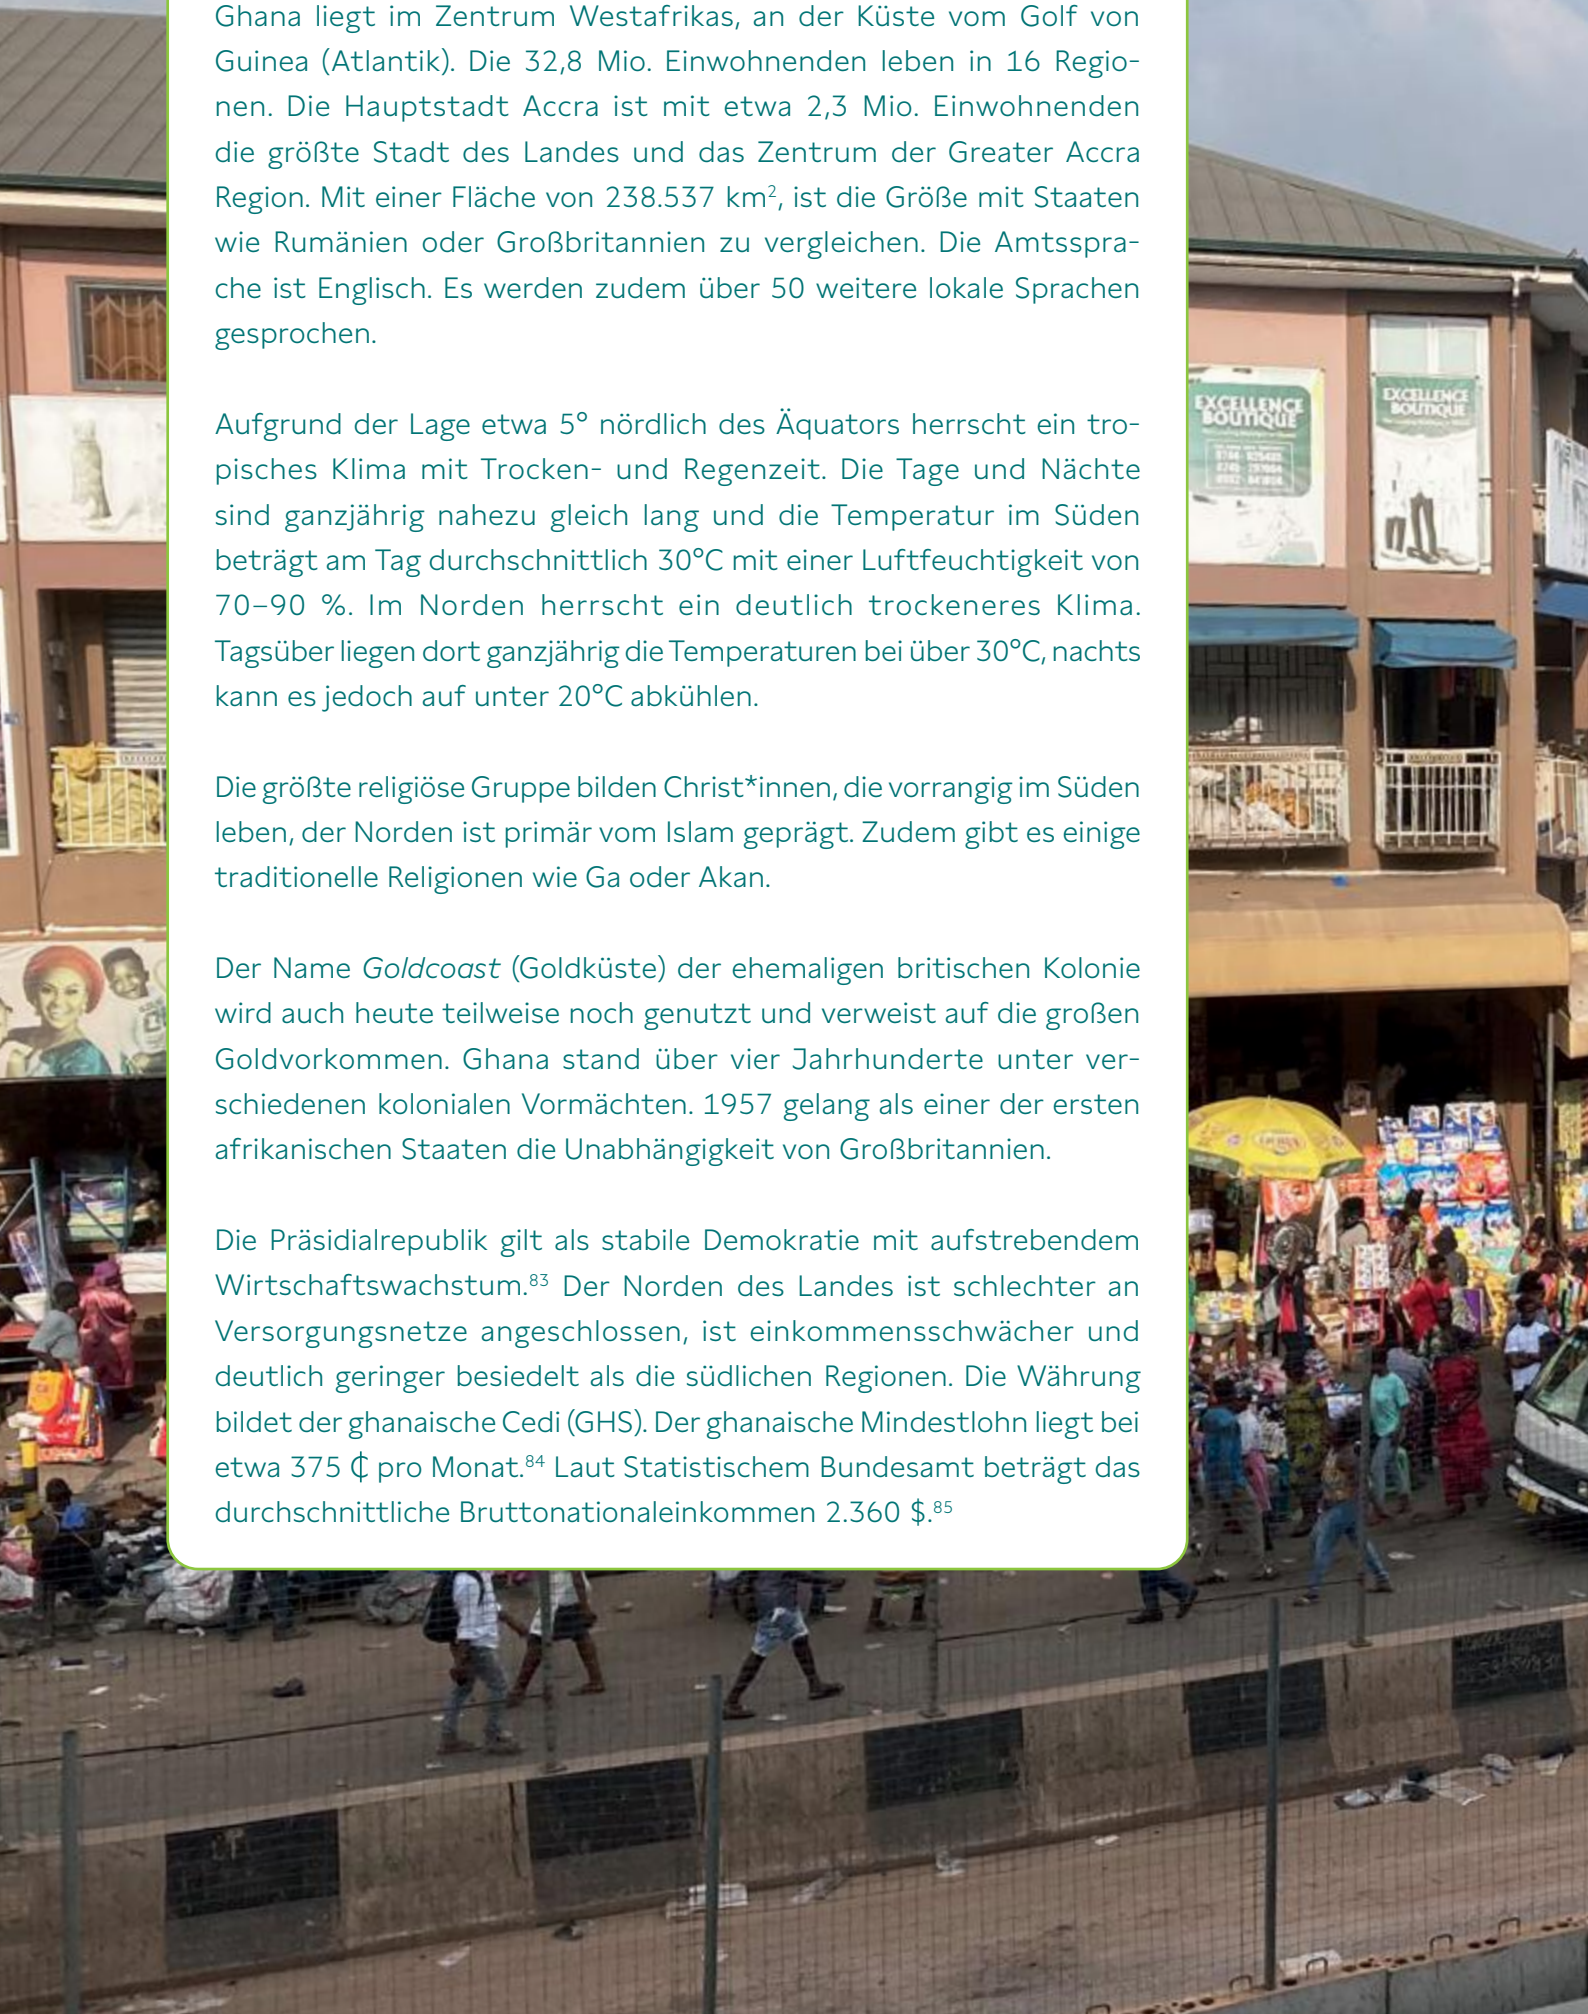 Ghana liegt im Zentrum Westafrikas, an der Küste vom Golf von
Guinea (Atlantik). Die 32,8 Mio. Einwohnenden leben in 16 Regio-
nen. Die Hauptstadt Accra ist mit etwa 2,3 Mio. Einwohnenden
die größte Stadt des Landes und das Zentrum der Greater Accra
Region. Mit einer Fläche von 238.537 km², ist die Größe mit Staaten
wie Rumänien oder Großbritannien zu vergleichen. Die Amtsspra-
che ist Englisch. Es werden zudem über 50 weitere lokale Sprachen
gesprochen.
Aufgrund der Lage etwa 5° nördlich des Äquators herrscht ein tro-
pisches Klima mit Trocken- und Regenzeit. Die Tage und Nächte
sind ganzjährig nahezu gleich lang und die Temperatur im Süden
beträgt am Tag durchschnittlich 30°C mit einer Luftfeuchtigkeit von
70–90 %. Im Norden herrscht ein deutlich trockeneres Klima.
Tagsüber liegen dort ganzjährig die Temperaturen bei über 30°C, nachts
kann es jedoch auf unter 20°C abkühlen.
Die größte religiöse Gruppe bilden Christ*innen, die vorrangig im Süden
leben, der Norden ist primär vom Islam geprägt. Zudem gibt es einige
traditionelle Religionen wie Ga oder Akan.
Der Name Goldcoast (Goldküste) der ehemaligen britischen Kolonie
wird auch heute teilweise noch genutzt und verweist auf die großen
Goldvorkommen. Ghana stand über vier Jahrhunderte unter ver-
schiedenen kolonialen Vormächten. 1957 gelang als einer der ersten
afrikanischen Staaten die Unabhängigkeit von Großbritannien.
Die Präsidialrepublik gilt als stabile Demokratie mit aufstrebendem
Wirtschaftswachstum.⁸³ Der Norden des Landes ist schlechter an
Versorgungsnetze angeschlossen, ist einkommensschwächer und
deutlich geringer besiedelt als die südlichen Regionen. Die Währung
bildet der ghanaische Cedi (GHS). Der ghanaische Mindestlohn liegt bei
etwa 375 ₵ pro Monat.⁸⁴ Laut Statistischem Bundesamt beträgt das
durchschnittliche Bruttonationaleinkommen 2.360 $.⁸⁵
EXCELLENCE
BOUTIQUE
EXCELLENCE
BOUTIQUE